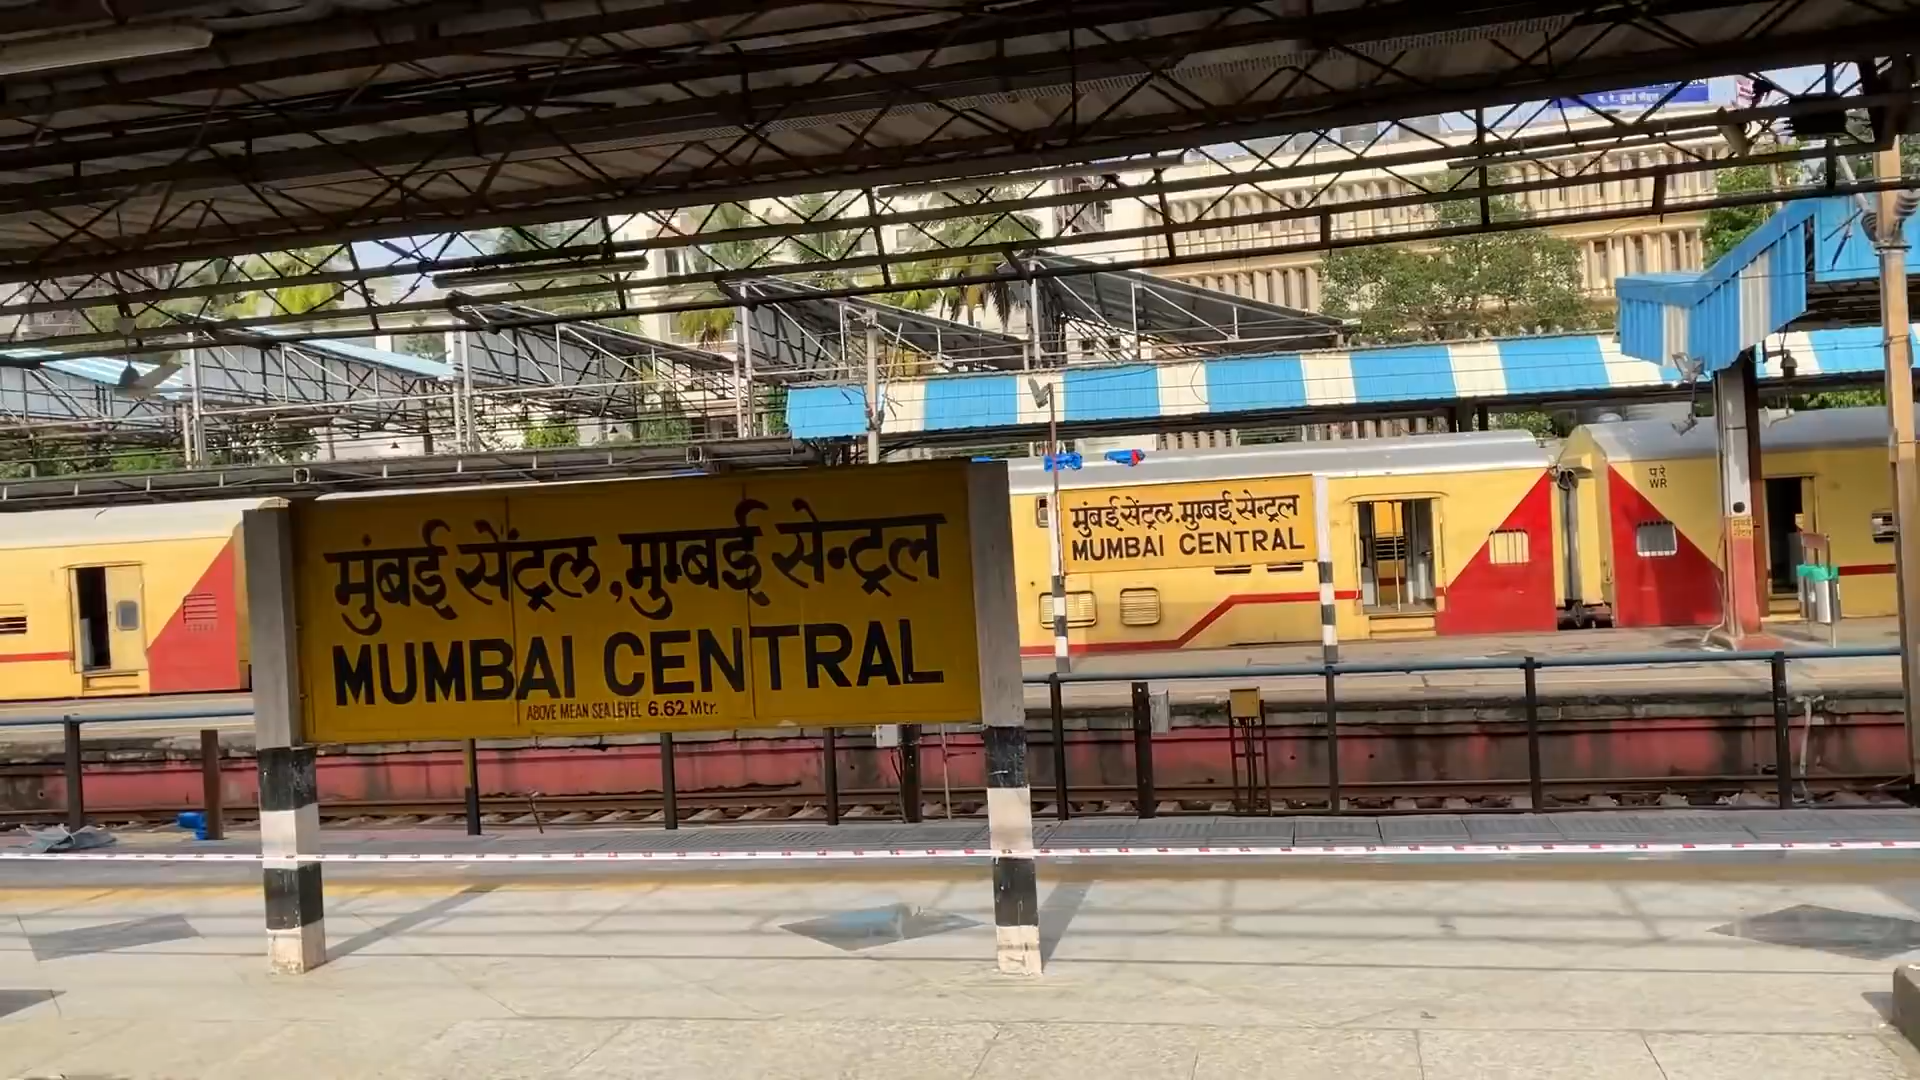 मुंबई सेंट्रल, मुम्बई सेन्ट्रल
MUMBAI CENTRAL
ABOVE MEAN SEA LEVEL 6.62 Mtr.
मुंबई सेंट्रल, मुम्बई सेन्ट्रल
MUMBAI CENTRAL
प रे
WR